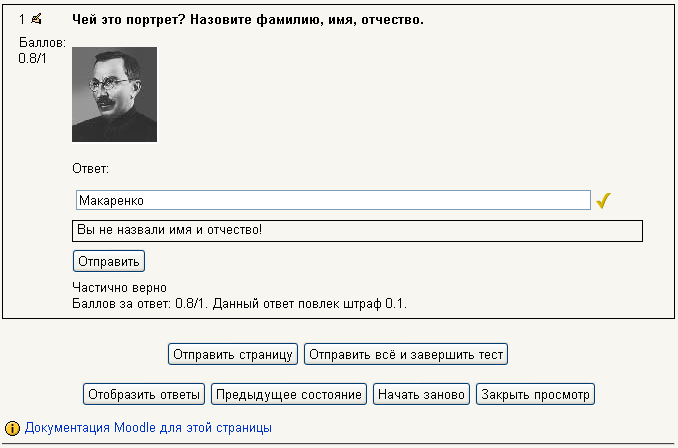 1 Чей это портрет? Назовите фамилию, имя, отчество.
Баллов:
0.8/1
Ответ:
Макаренко
Вы не назвали имя и отчество!
Отправить
Частично верно
Баллов за ответ: 0.8/1. Данный ответ повлек штраф 0.1.
Отправить страницу Отправить всё и завершить тест
Отобразить ответы Предыдущее состояние Начать заново Закрыть просмотр
Документация Moodle для этой страницы